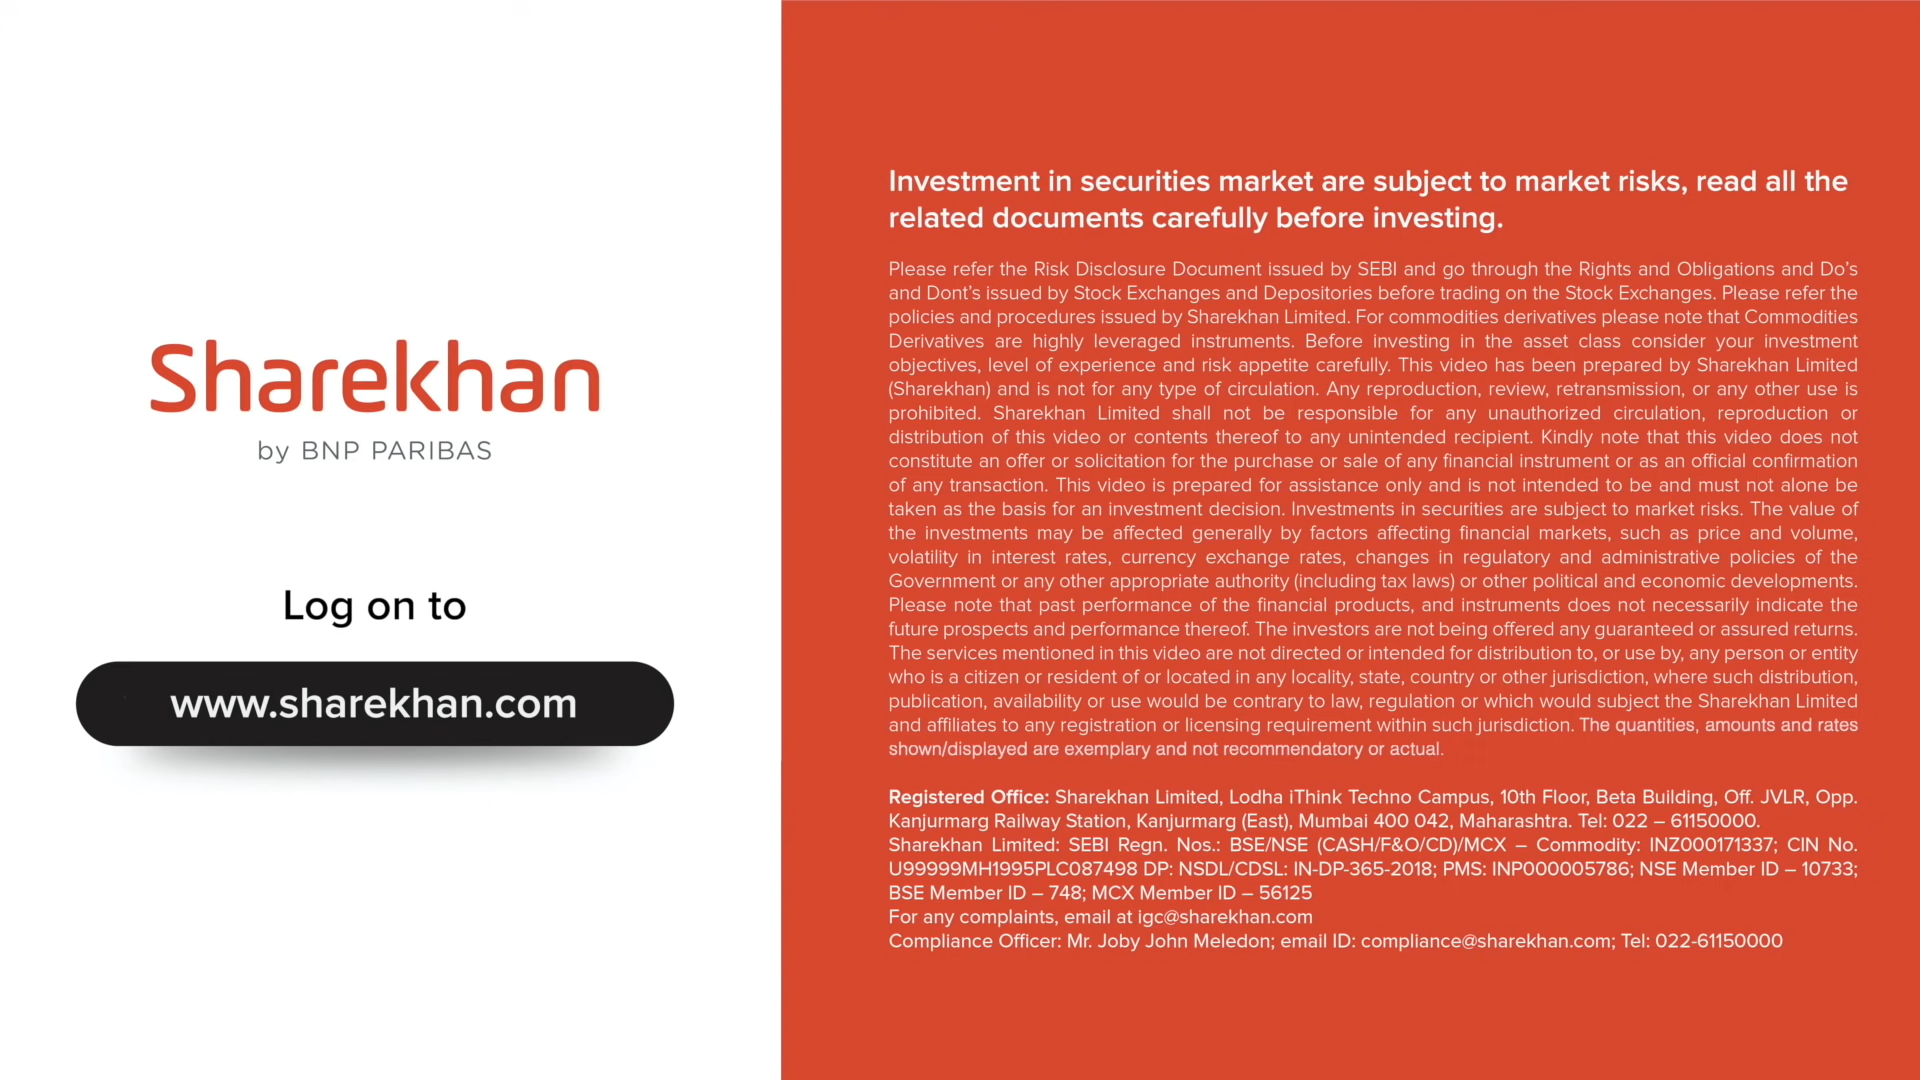 Sharekhan
by BNP PARIBAS
Log on to
www.sharekhan.com
Investment in securities market are subject to market risks, read all the
related documents carefully before investing.
Please refer the Risk Disclosure Document issued by SEBI and go through the Rights and Obligations and Do's
and Dont's issued by Stock Exchanges and Depositories before trading on the Stock Exchanges. Please refer the
policies and procedures issued by Sharekhan Limited. For commodities derivatives please note that Commodities
Derivatives are highly leveraged instruments. Before investing in the asset class consider your investment
objectives, level of experience and risk appetite carefully. This video has been prepared by Sharekhan Limited
(Sharekhan) and is not for any type of circulation. Any reproduction, review, retransmission, or any other use is
prohibited. Sharekhan Limited shall not be responsible for any unauthorized circulation, reproduction or
distribution of this video or contents thereof to any unintended recipient. Kindly note that this video does not
constitute an offer or solicitation for the purchase or sale of any financial instrument or as an official confirmation
of any transaction. This video is prepared for assistance only and is not intended to be and must not alone be
taken as the basis for an investment decision. Investments in securities are subject to market risks. The value of
the investments may be affected generally by factors affecting financial markets, such as price and volume,
volatility in interest rates, currency exchange rates, changes in regulatory and administrative policies of the
Government or any other appropriate authority (including tax laws) or other political and economic developments.
Please note that past performance of the financial products, and instruments does not necessarily indicate the
future prospects and performance thereof. The investors are not being offered any guaranteed or assured returns.
The services mentioned in this video are not directed or intended for distribution to, or use by, any person or entity
who is a citizen or resident of or located in any locality, state, country or other jurisdiction, where such distribution,
publication, availability or use would be contrary to law, regulation or which would subject the Sharekhan Limited
and affiliates to any registration or licensing requirement within such jurisdiction. The quantities, amounts and rates
shown/displayed are exemplary and not recommendatory or actual.
Registered Office: Sharekhan Limited, Lodha iThink Techno Campus, 10th Floor, Beta Building, Off. JVLR, Opp.
Kanjurmarg Railway Station, Kanjurmarg (East), Mumbai 400 042, Maharashtra. Tel: 022 – 61150000.
Sharekhan Limited: SEBI Regn. Nos.: BSE/NSE (CASH/F&O/CD)/MCX – Commodity: INZ000171337; CIN No.
U99999MH1995PLC087498 DP: NSDL/CDSL: IN-DP-365-2018; PMS: INP000005786; NSE Member ID – 10733;
BSE Member ID – 748; MCX Member ID – 56125
For any complaints, email at igc@sharekhan.com
Compliance Officer: Mr. Joby John Meledon; email ID: compliance@sharekhan.com; Tel: 022-61150000